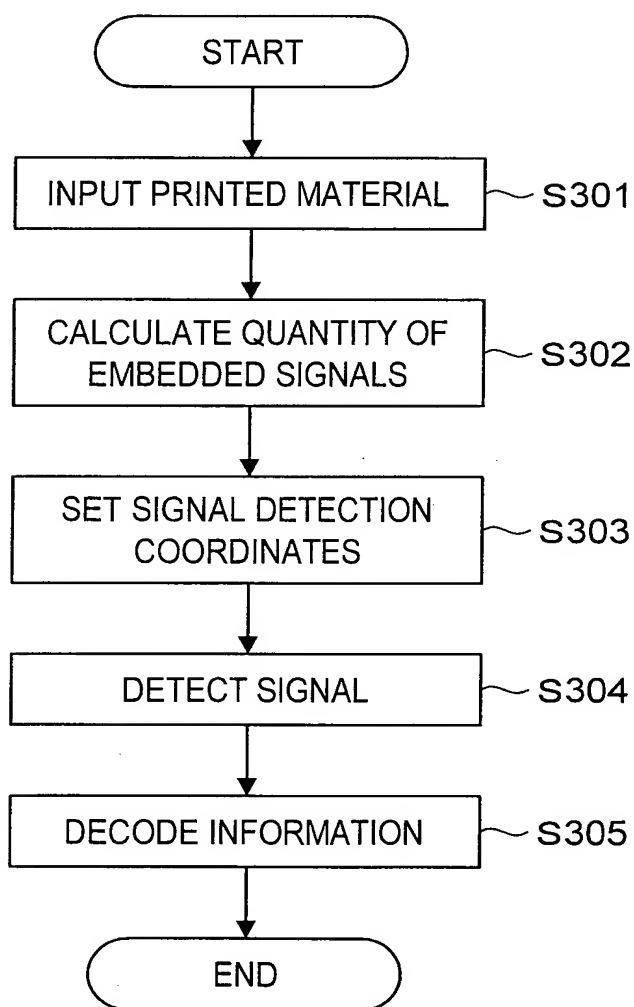 START
INPUT PRINTED MATERIAL S301
CALCULATE QUANTITY OF
EMBEDDED SIGNALS
S302
SET SIGNAL DETECTION
COORDINATES
S303
DETECT SIGNAL S304
DECODE INFORMATION S305
END